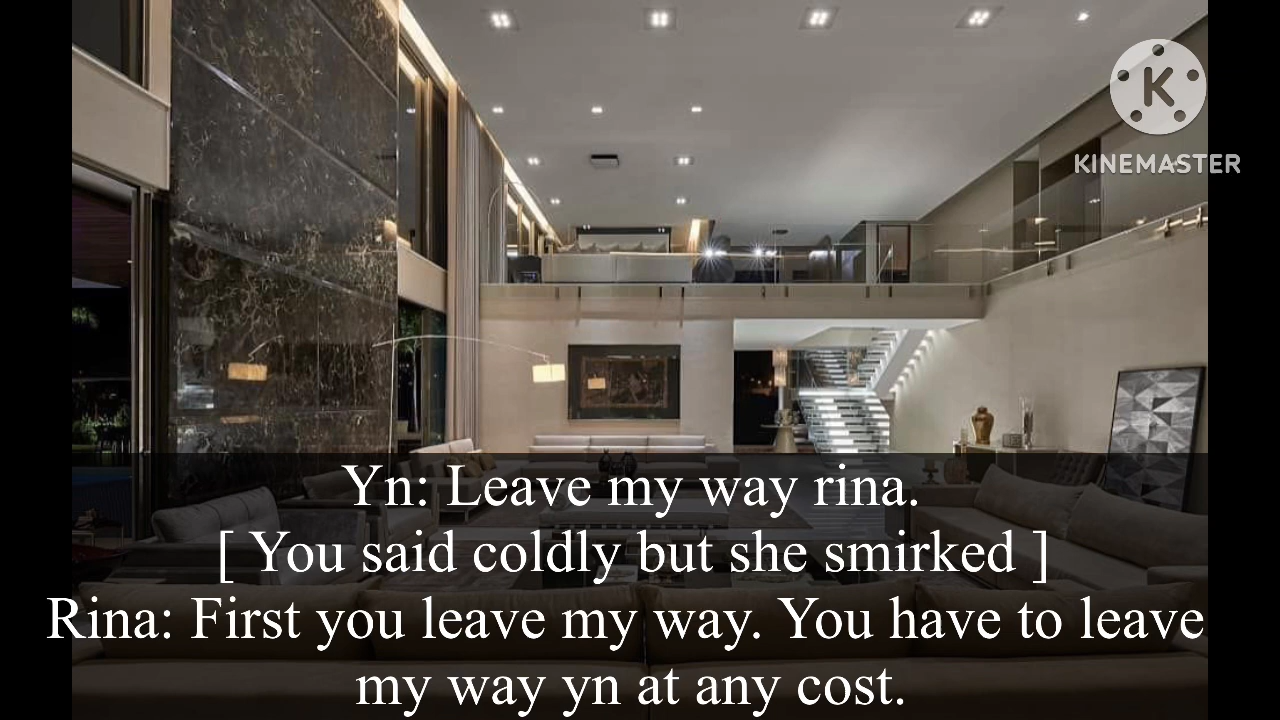 K
KINEMASTER
Yn: Leave my way rina.
[ You said coldly but she smirked ]
Rina: First you leave my way. You have to leave
my way yn at any cost.